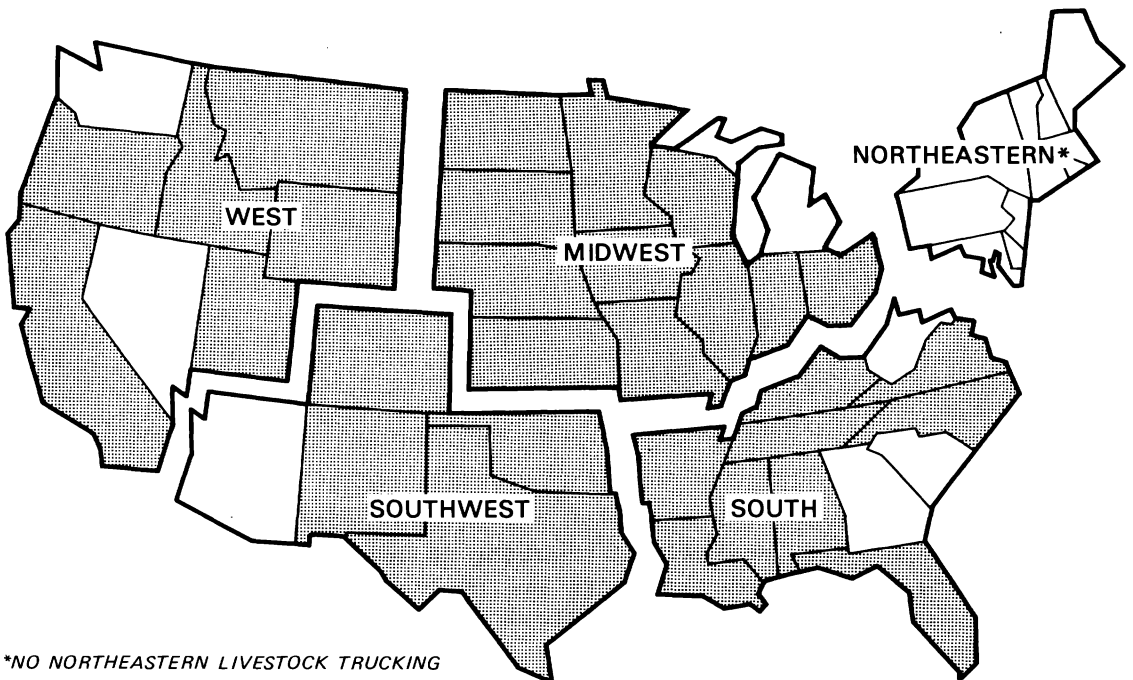 NORTHEASTERN*
WEST
MIDWEST
SOUTHWEST
SOUTH
*NO NORTHEASTERN LIVESTOCK TRUCKING